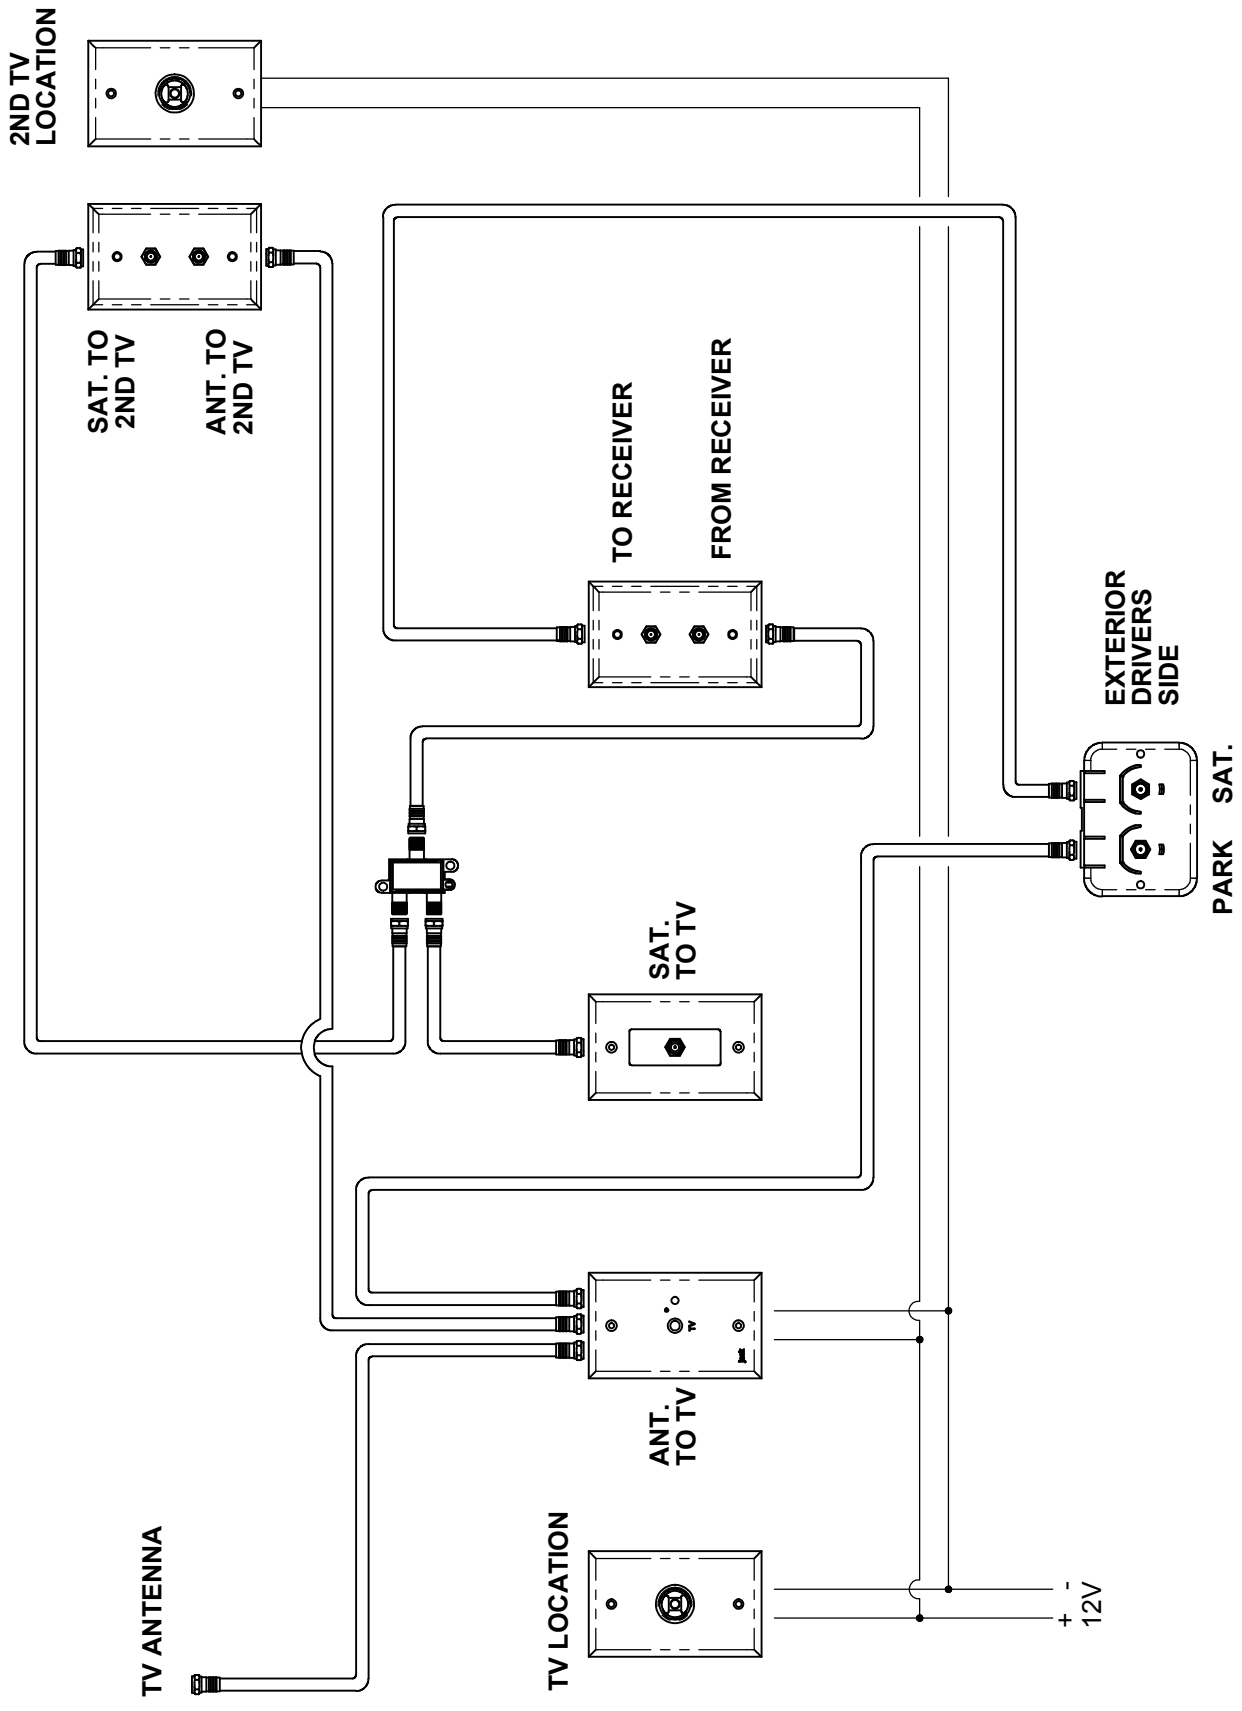 2ND TV
LOCATION
SAT. TO
2ND TV
ANT. TO
2ND TV
TO RECEIVER
FROM RECEIVER
EXTERIOR
DRIVERS
SIDE
PARK
SAT.
SAT.
TO TV
TV
ANT.
TO TV
TV ANTENNA
TV LOCATION
+ -
12V